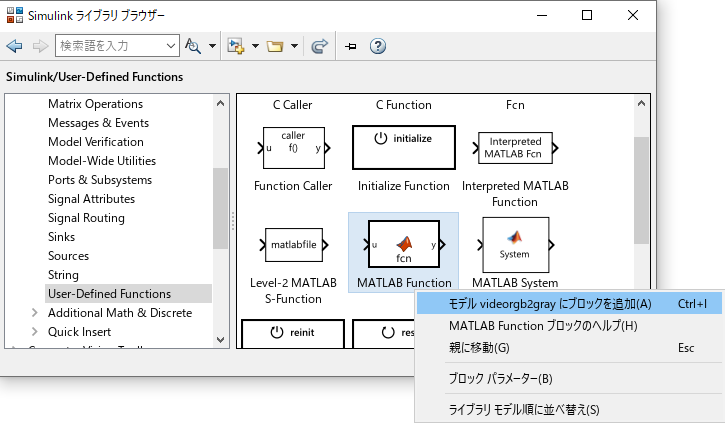 Simulink ライブラリ ブラウザー
検索語を入力
Simulink/User-Defined Functions
Matrix Operations
Messages & Events
Model Verification
Model-Wide Utilities
Ports & Subsystems
Signal Attributes
Signal Routing
Sinks
Sources
String
User-Defined Functions
Additional Math & Discrete
Quick Insert
C Caller
C Function
Fcn
caller
u f() y
Function Caller
initialize
Initialize Function
Interpreted
MATLAB Fcn
Interpreted MATLAB
Function
matlabfile
Level-2 MATLAB
S-Function
u y
fcn
MATLAB Function
System
MATLAB System
reinit
res
モデル videorgb2gray にブロックを追加(A) Ctrl+I
MATLAB Function ブロックのヘルプ(H)
親に移動(G) Esc
ブロック パラメーター(B)
ライブラリ モデル順に並べ替え(S)